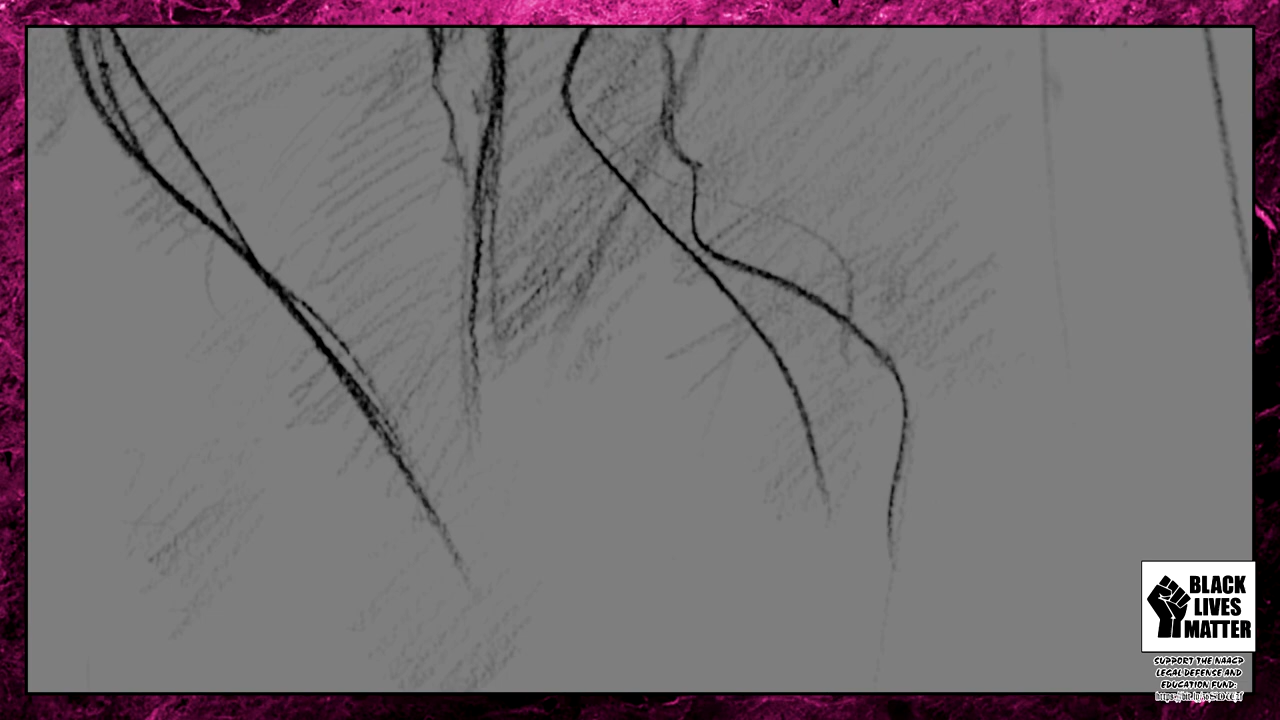 BLACK
LIVES
MATTER
SUPPORT THE NAACP
LEGAL DEFENSE AND
EDUCATION FUND: